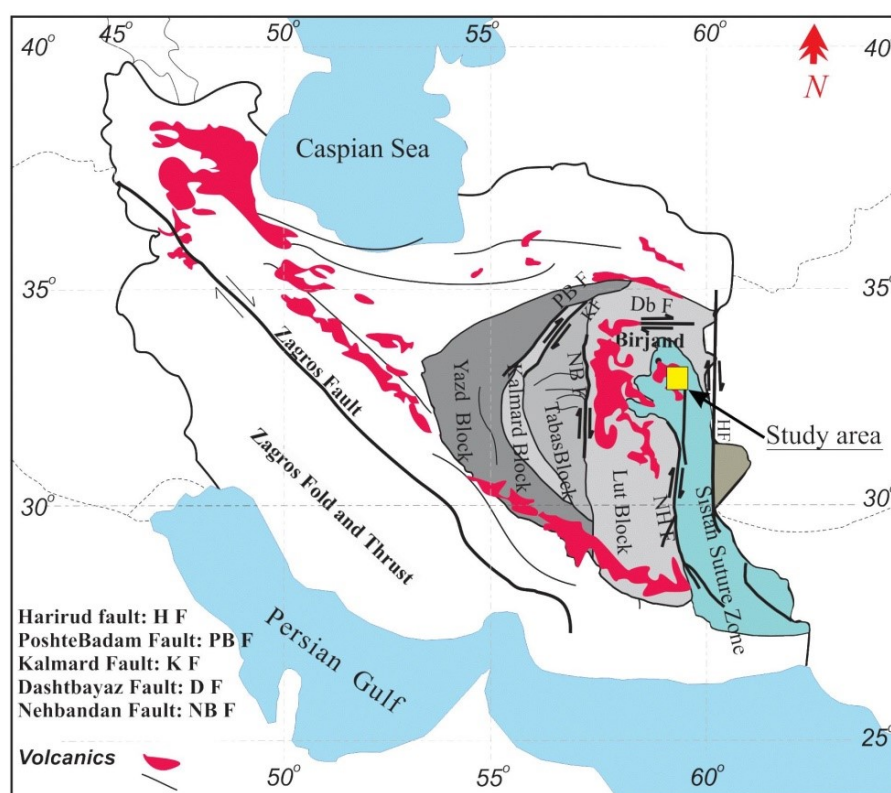 45°
50°
55°
60°
40°
40°
N
Caspian Sea
35°
35°
PB F
KF
Db F
Birjand
Zagros Fault
Yazd Block
Kalmard Block
NB F
TabasBlock
HF
Study area
Zagros Fold and Thrust
30°
30°
Lut Block
NH F
Sistan Suture Zone
Persian Gulf
Harirud fault: H F
PoshteBadam Fault: PB F
Kalmard Fault: K F
Dashtbayaz Fault: D F
Nehbandan Fault: NB F
25°
Volcanics
50°
55°
60°